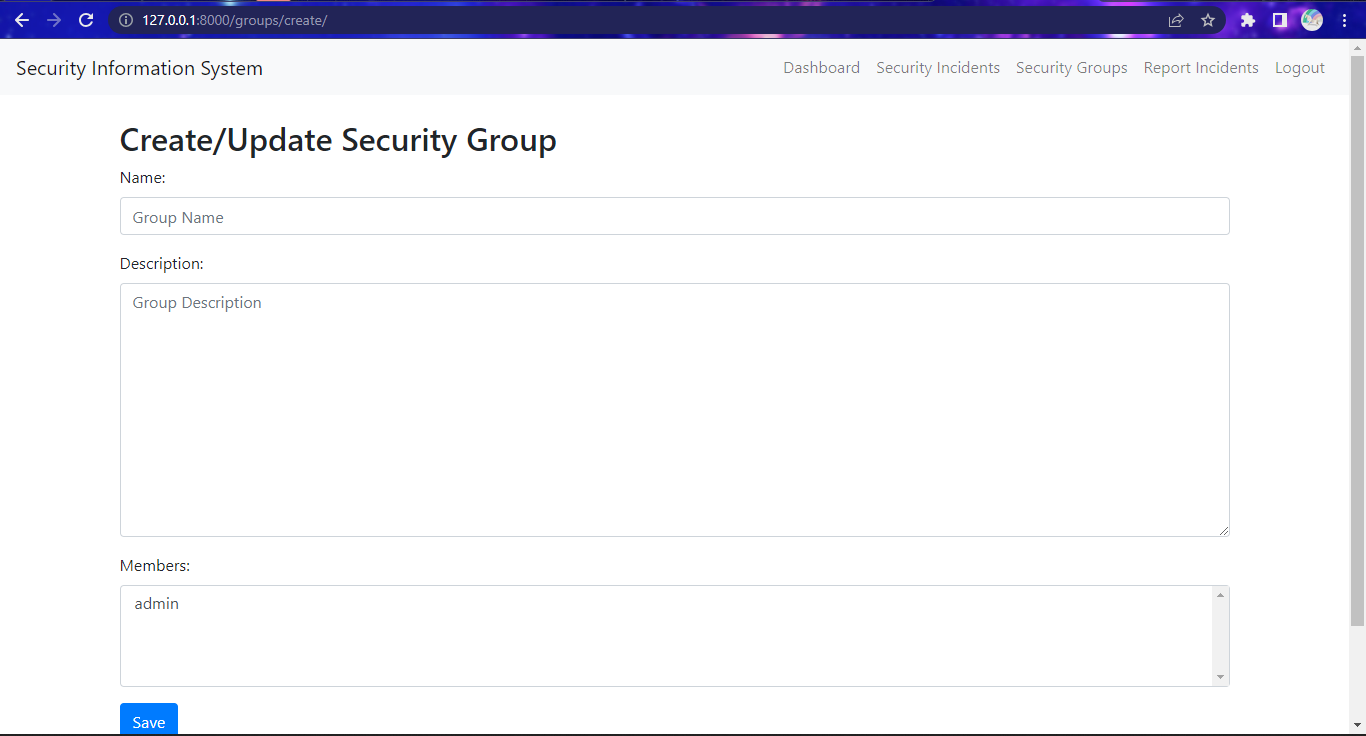 127.0.0.1:8000/groups/create/
Security Information System
Dashboard Security Incidents Security Groups Report Incidents Logout
Create/Update Security Group
Name:
Group Name
Description:
Group Description
Members:
admin
Save